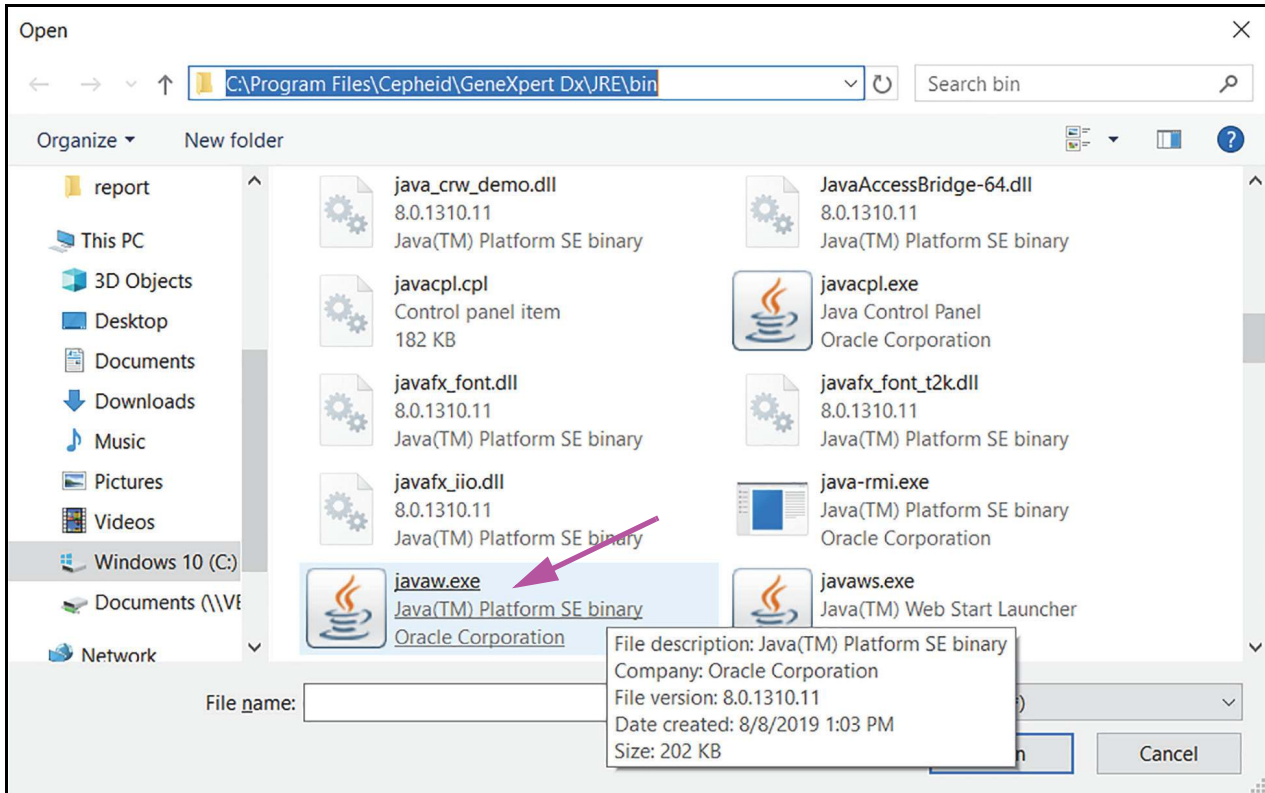 Open
C:\Program Files\Cepheid\GeneXpert Dx\JRE\bin
Search bin
Organize
New folder
report
This PC
3D Objects
Desktop
Documents
Downloads
Music
Pictures
Videos
Windows 10 (C:)
Documents (\\VE
Network
java_crw_demo.dll
8.0.1310.11
Java(TM) Platform SE binary
JavaAccessBridge-64.dll
8.0.1310.11
Java(TM) Platform SE binary
javacpl.cpl
Control panel item
182 KB
javacpl.exe
Java Control Panel
Oracle Corporation
javafx_font.dll
8.0.1310.11
Java(TM) Platform SE binary
javafx_font_t2k.dll
8.0.1310.11
Java(TM) Platform SE binary
javafx_iio.dll
8.0.1310.11
Java(TM) Platform SE binary
java-rmi.exe
Java(TM) Platform SE binary
Oracle Corporation
javaw.exe
Java(TM) Platform SE binary
Oracle Corporation
javaws.exe
Java(TM) Web Start Launcher
File description: Java(TM) Platform SE binary
Company: Oracle Corporation
File version: 8.0.1310.11
Date created: 8/8/2019 1:03 PM
Size: 202 KB
File name:
Cancel